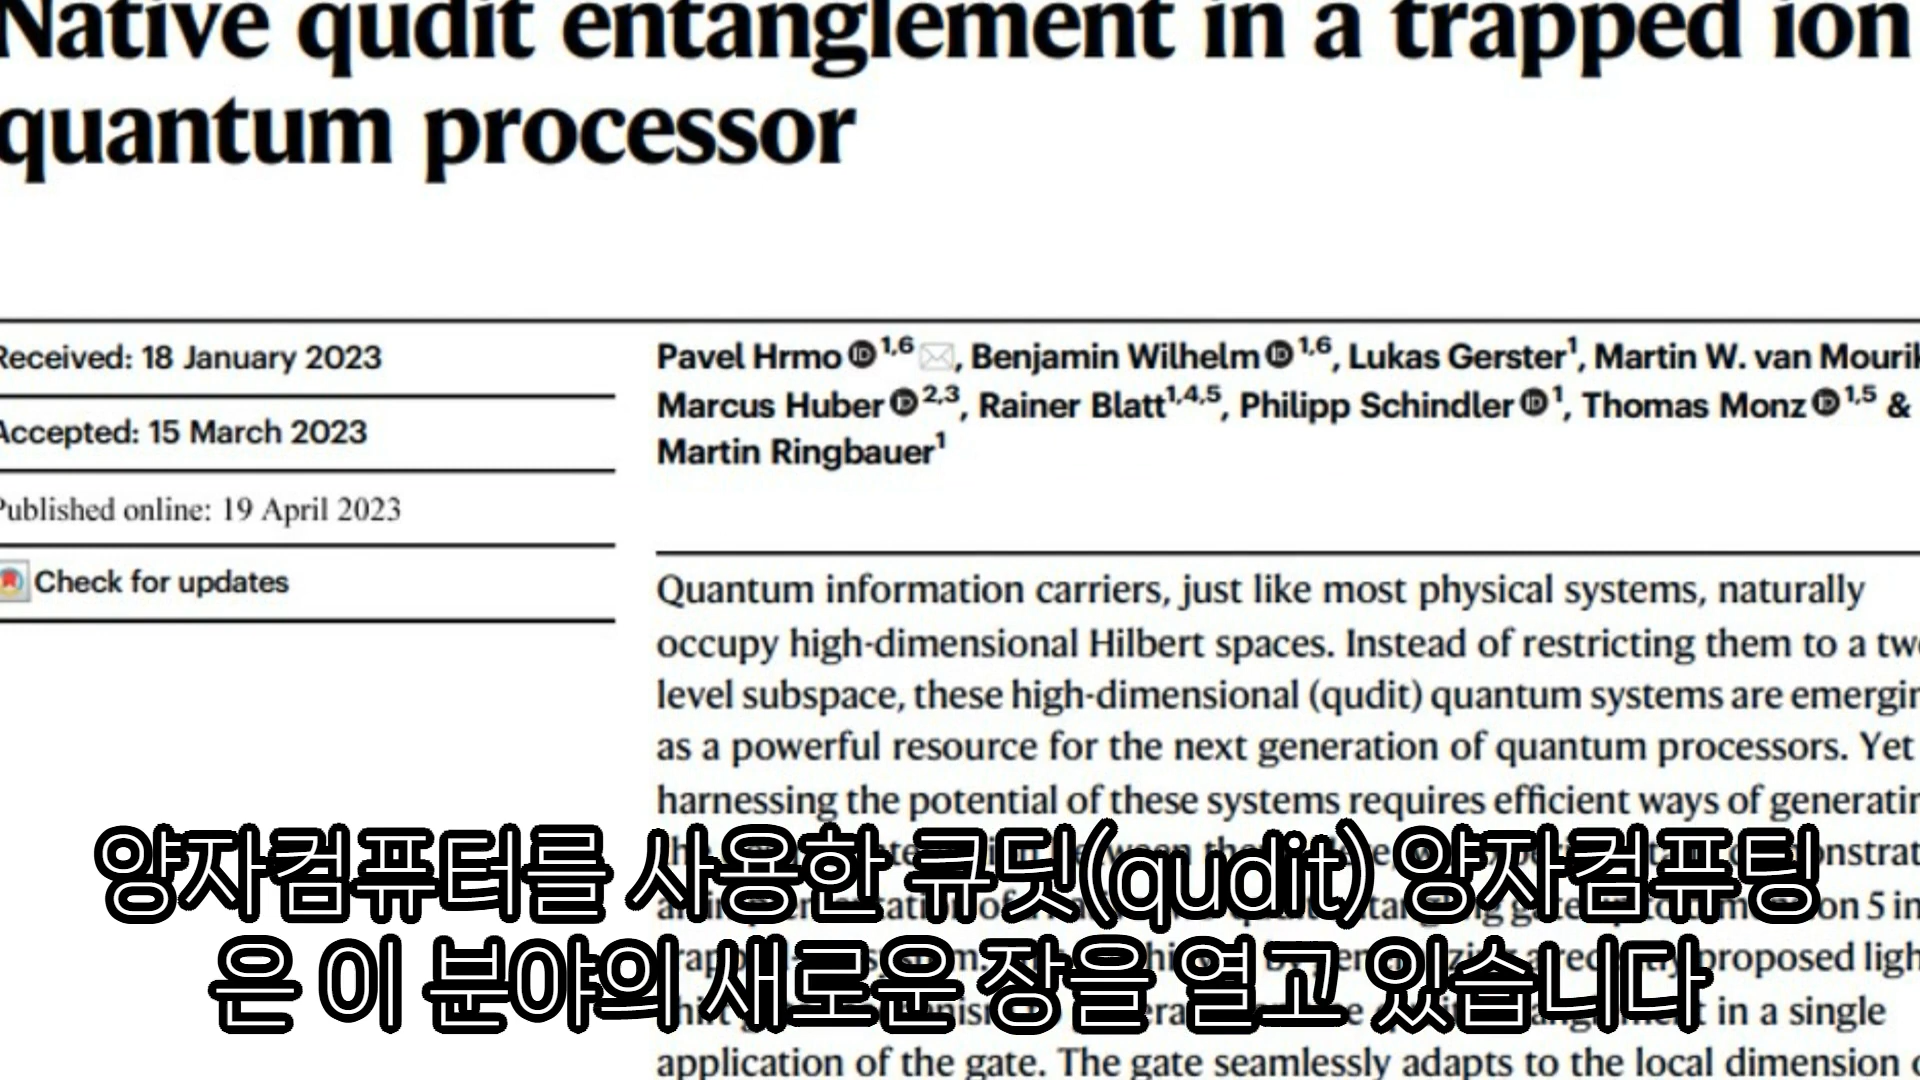 Native qudit entanglement in a trapped ion
quantum processor
Received: 18 January 2023
Accepted: 15 March 2023
Published online: 19 April 2023
Check for updates
Pavel Hrmo 1,6, Benjamin Wilhelm 1,6, Lukas Gerster1, Martin W. van Mourik
Marcus Huber 2,3, Rainer Blatt1,4,5, Philipp Schindler 1, Thomas Monz 1,5 &
Martin Ringbauer1
Quantum information carriers, just like most physical systems, naturally
occupy high-dimensional Hilbert spaces. Instead of restricting them to a
level subspace, these high-dimensional (qudit) quantum systems are
as a powerful resource for the next generation of quantum processors. Yet
harnessing the potential of these systems requires efficient ways of
on 5 in
proposed
in a single
application of the gate. The gate seamlessly adapts to the local dimension
양자컴퓨터를 사용한 큐딧(qudit) 양자컴퓨팅
은 이 분야의 새로운 장을 열고 있습니다